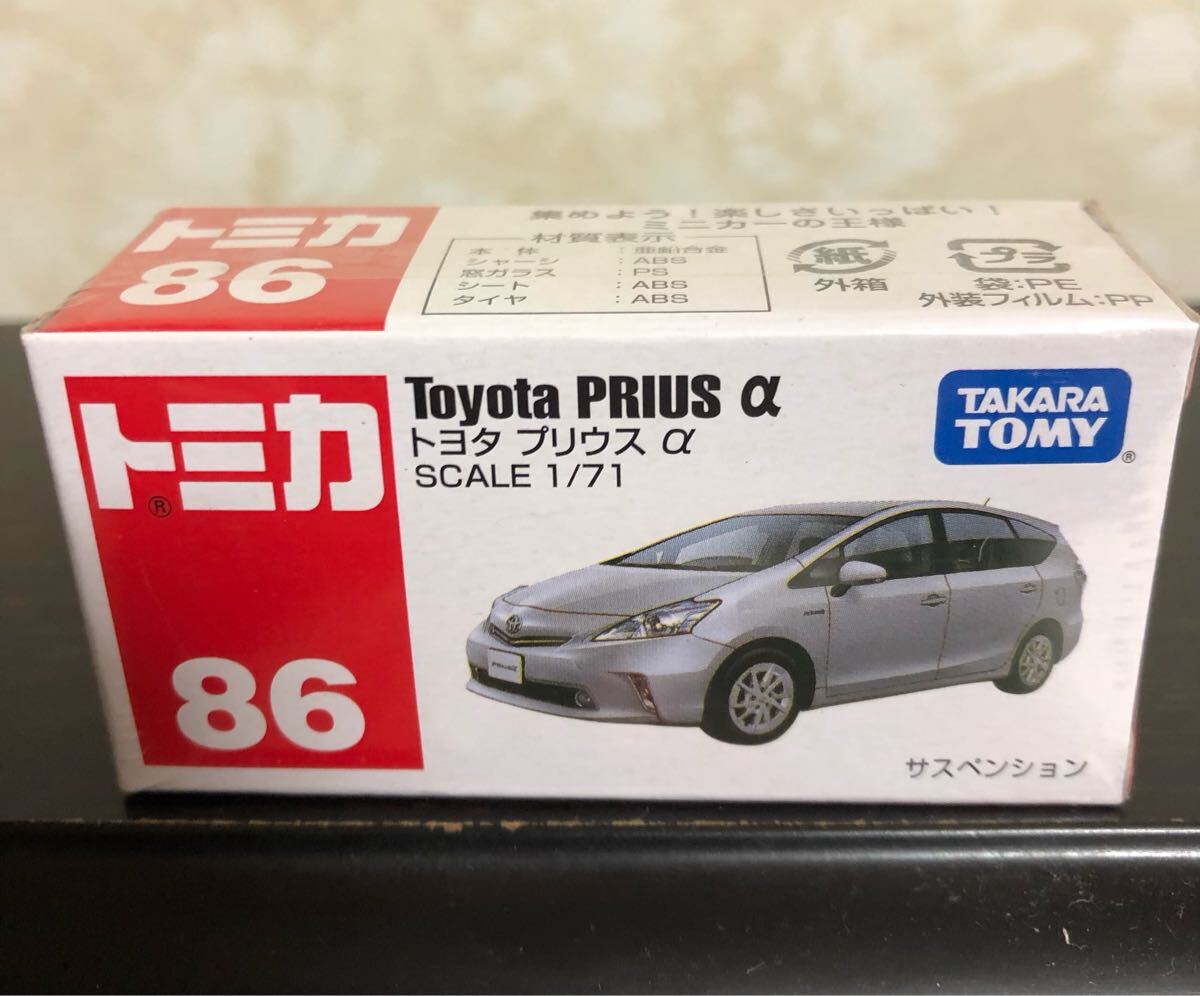 トミカ
86
集めよう!楽しさいっぱい!
ミニカーの王様
材質表示
本体:亜鉛合金
シャーシ:ABS
窓ガラス:PS
シート:ABS
タイヤ:ABS
紙
外箱
プラ
袋:PE
外装フィルム:PP
トミカ®
86
Toyota PRIUS α
トヨタ プリウス α
SCALE 1/71
TAKARA
TOMY®
PRIUSα
サスペンション